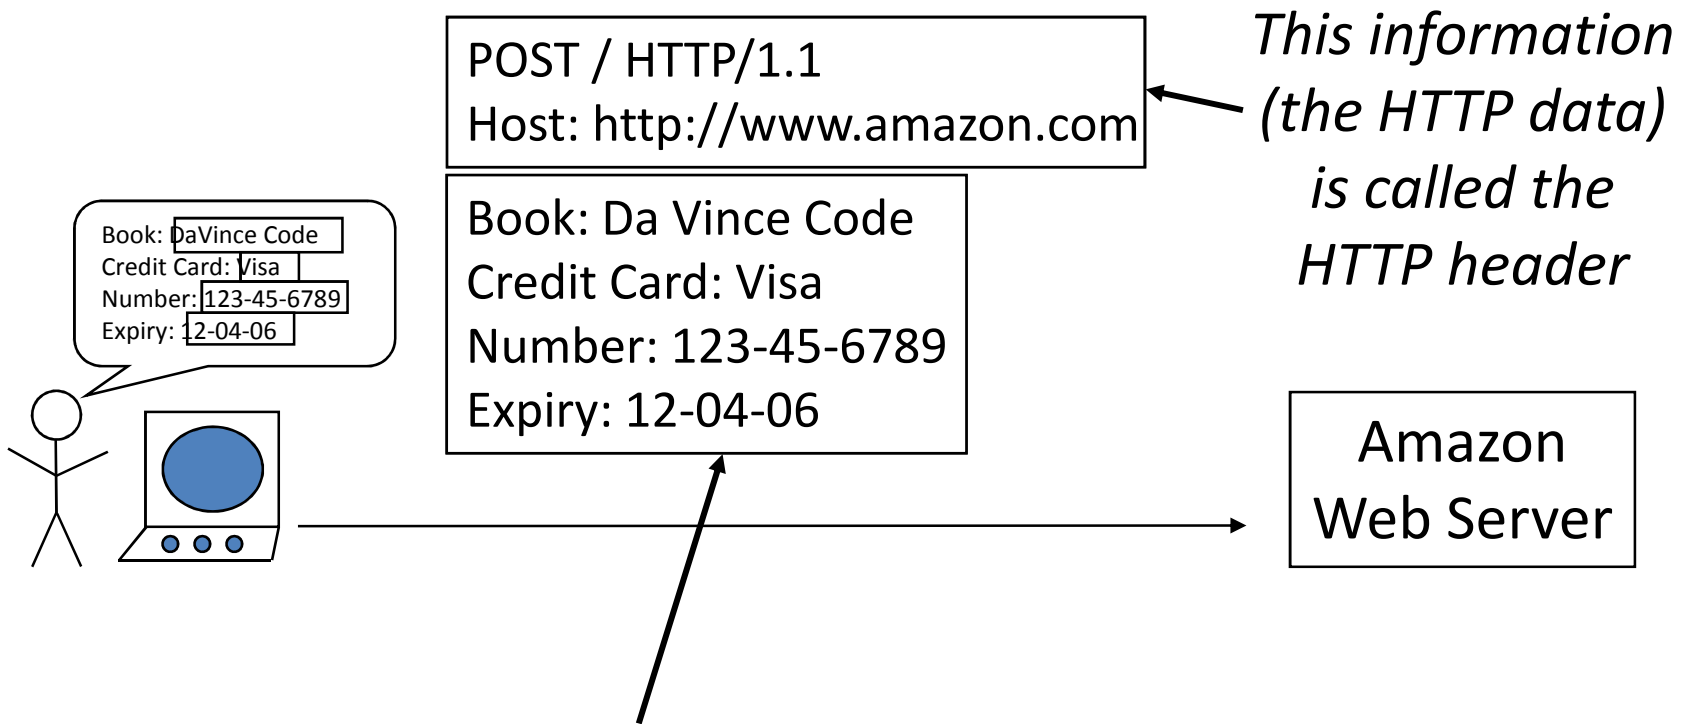 POST / HTTP/1.1
Host: http://www.amazon.com
This information
(the HTTP data)
is called the
HTTP header
Book: DaVince Code
Credit Card: Visa
Number: 123-45-6789
Expiry: 12-04-06
Book: Da Vince Code
Credit Card: Visa
Number: 123-45-6789
Expiry: 12-04-06
Amazon
Web Server